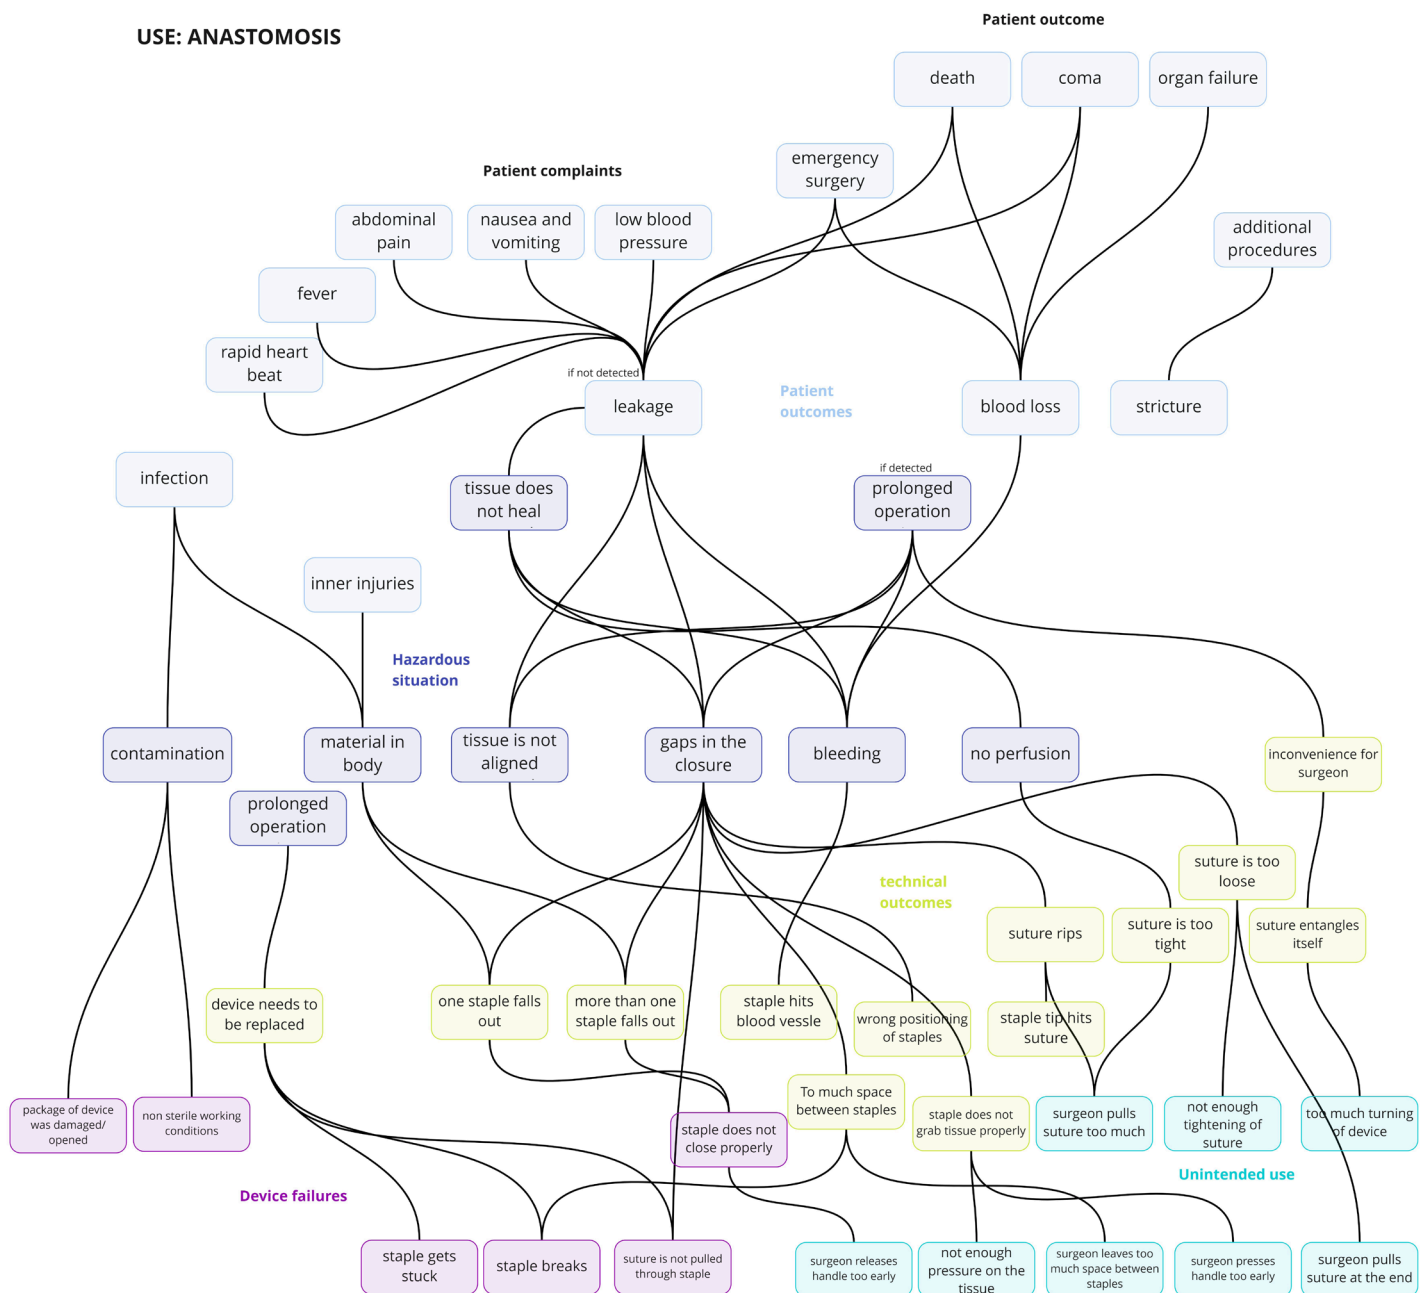 Patient outcome
USE: ANASTOMOSIS
death
coma
organ failure
emergency
surgery
Patient complaints
abdominal
pain
nausea and
vomiting
low blood
pressure
additional
procedures
fever
rapid heart
beat
if not detected
leakage
Patient
outcomes
blood loss
stricture
infection
tissue does
not heal
if detected
prolonged
operation
inner injuries
Hazardous
situation
contamination
material in
body
tissue is not
aligned
gaps in the
closure
bleeding
no perfusion
inconvenience for
surgeon
prolonged
operation
suture is too
loose
technical
outcomes
suture rips
suture is too
tight
suture entangles
itself
device needs to
be replaced
one staple falls
out
more than one
staple falls out
staple hits
blood vessle
wrong positioning
of staples
staple tip hits
suture
To much space
between staples
package of device
was damaged/
opened
non sterile working
conditions
staple does not
close properly
staple does not
grab tissue properly
surgeon pulls
suture too much
not enough
tightening of
suture
too much turning
of device
Device failures
Unintended use
staple gets
stuck
staple breaks
suture is not pulled
through staple
surgeon releases
handle too early
not enough
pressure on the
tissue
surgeon leaves too
much space between
staples
surgeon presses
handle too early
surgeon pulls
suture at the end